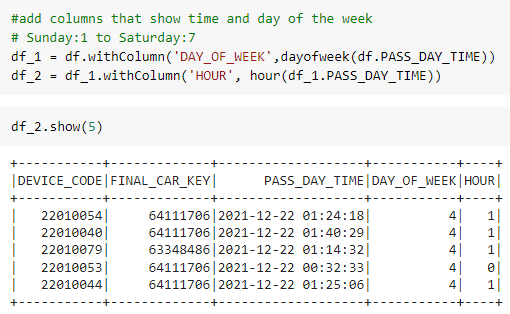 #add columns that show time and day of the week
# Sunday:1 to Saturday:7
df_1 = df.withColumn('DAY_OF_WEEK',dayofweek(df.PASS_DAY_TIME))
df_2 = df_1.withColumn('HOUR', hour(df_1.PASS_DAY_TIME))
df_2.show(5)
+-----------+-------------+-------------------+-----------+----+
|DEVICE_CODE|FINAL_CAR_KEY|      PASS_DAY_TIME|DAY_OF_WEEK|HOUR|
+-----------+-------------+-------------------+-----------+----+
|   22010054|     64111706|2021-12-22 01:24:18|          4|   1|
|   22010040|     64111706|2021-12-22 01:40:29|          4|   1|
|   22010079|     63348486|2021-12-22 01:14:32|          4|   1|
|   22010053|     64111706|2021-12-22 00:32:33|          4|   0|
|   22010044|     64111706|2021-12-22 01:25:06|          4|   1|
+-----------+-------------+-------------------+-----------+----+